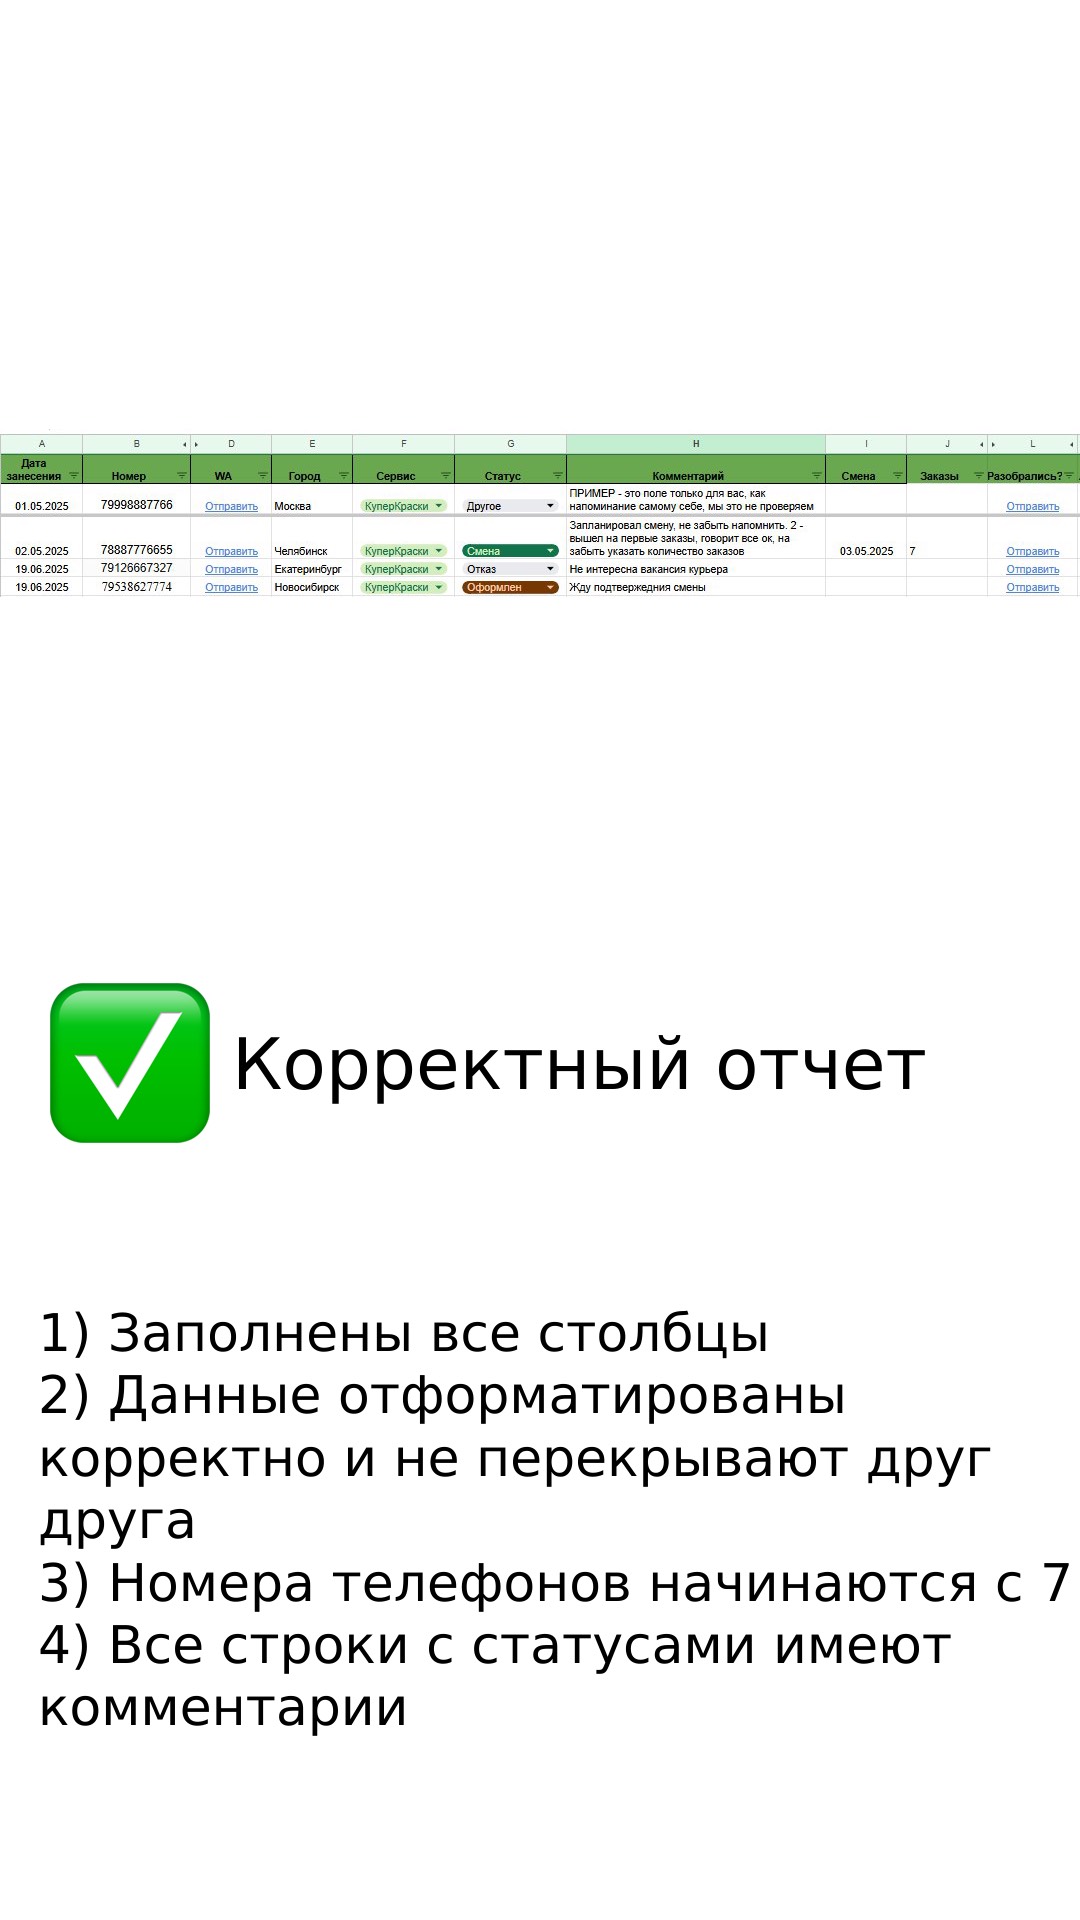 A B D E F G H I J L
Дата занесения Номер WA Город Сервис Статус Комментарий Смена Заказы Разобрались?
01.05.2025 79998887766 Отправить Москва КуперКраски Другое ПРИМЕР - это поле только для вас, как
напоминание самому себе, мы это не проверяем Отправить
02.05.2025 78887776655 Отправить Челябинск КуперКраски Смена Запланировал смену, не забыть напомнить. 2 -
вышел на первые заказы, говорит все ок, на
забыть указать количество заказов 03.05.2025 7 Отправить
19.06.2025 79126667327 Отправить Екатеринбург КуперКраски Отказ Не интересна вакансия курьера Отправить
19.06.2025 79538627774 Отправить Новосибирск КуперКраски Оформлен Жду подтвержедния смены Отправить
Корректный отчет
1) Заполнены все столбцы
2) Данные отформатированы
корректно и не перекрывают друг
друга
3) Номера телефонов начинаются с 7
4) Все строки с статусами имеют
комментарии